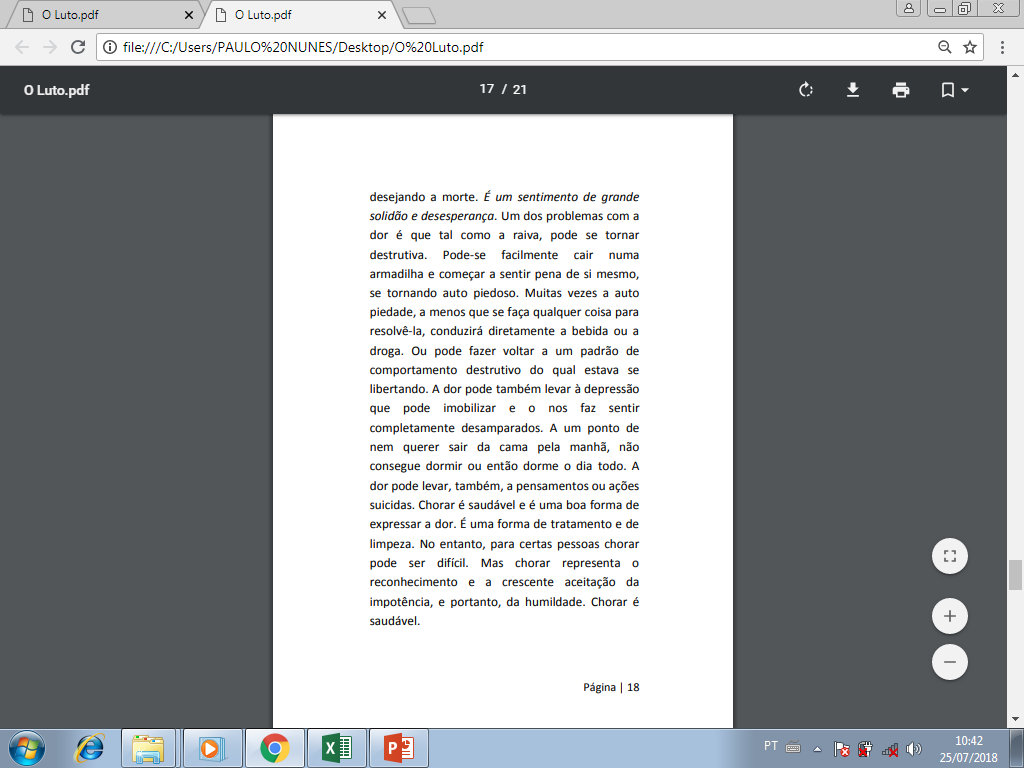 O Luto.pdf
O Luto.pdf
file:///C:/Users/PAULO%20NUNES/Desktop/O%20Luto.pdf
O Luto.pdf
17 / 21
desejando a morte. É um sentimento de grande
solidão e desesperança. Um dos problemas com a
dor é que tal como a raiva, pode se tornar
destrutiva. Pode-se facilmente cair numa
armadilha e começar a sentir pena de si mesmo,
se tornando auto piedoso. Muitas vezes a auto
piedade, a menos que se faça qualquer coisa para
resolvê-la, conduzirá diretamente a bebida ou a
droga. Ou pode fazer voltar a um padrão de
comportamento destrutivo do qual estava se
libertando. A dor pode também levar à depressão
que pode imobilizar e o nos faz sentir
completamente desamparados. A um ponto de
nem querer sair da cama pela manhã, não
consegue dormir ou então dorme o dia todo. A
dor pode levar, também, a pensamentos ou ações
suicidas. Chorar é saudável e é uma boa forma de
expressar a dor. É uma forma de tratamento e de
limpeza. No entanto, para certas pessoas chorar
pode ser difícil. Mas chorar representa o
reconhecimento e a crescente aceitação da
impotência, e portanto, da humildade. Chorar é
saudável.
Página | 18
PT
10:42
25/07/2018